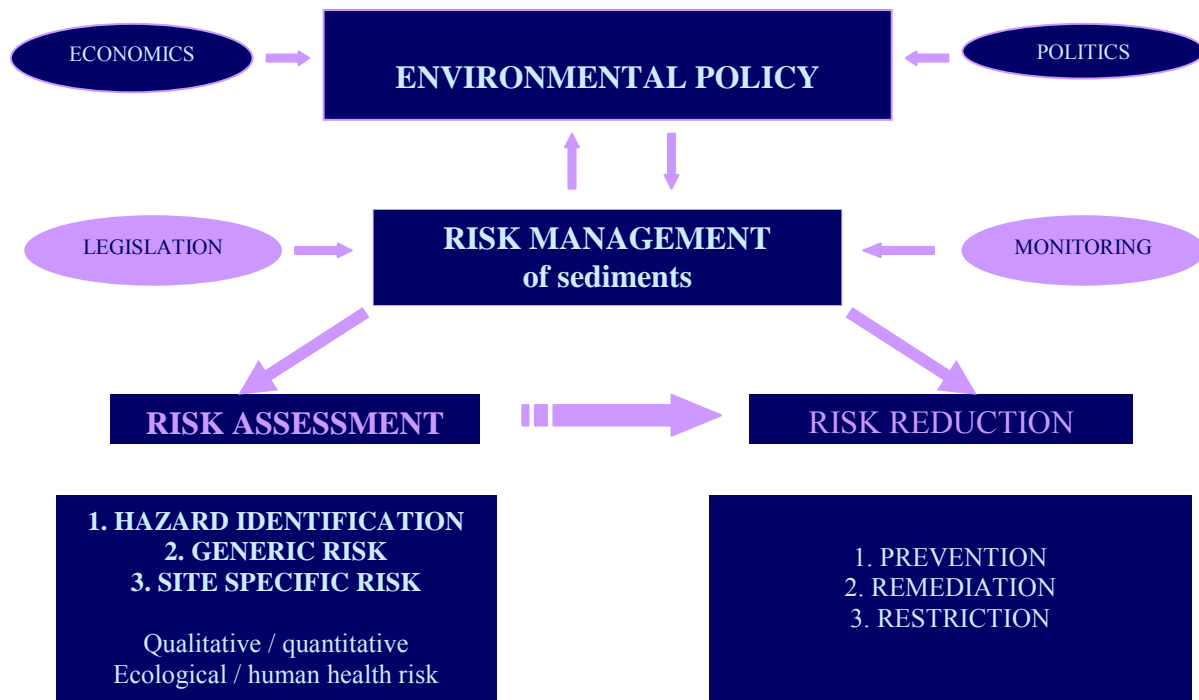 ECONOMICS
ENVIRONMENTAL POLICY
POLITICS
LEGISLATION
RISK MANAGEMENT
of sediments
MONITORING
RISK ASSESSMENT
RISK REDUCTION
1. HAZARD IDENTIFICATION
2. GENERIC RISK
3. SITE SPECIFIC RISK
Qualitative / quantitative
Ecological / human health risk
1. PREVENTION
2. REMEDIATION
3. RESTRICTION